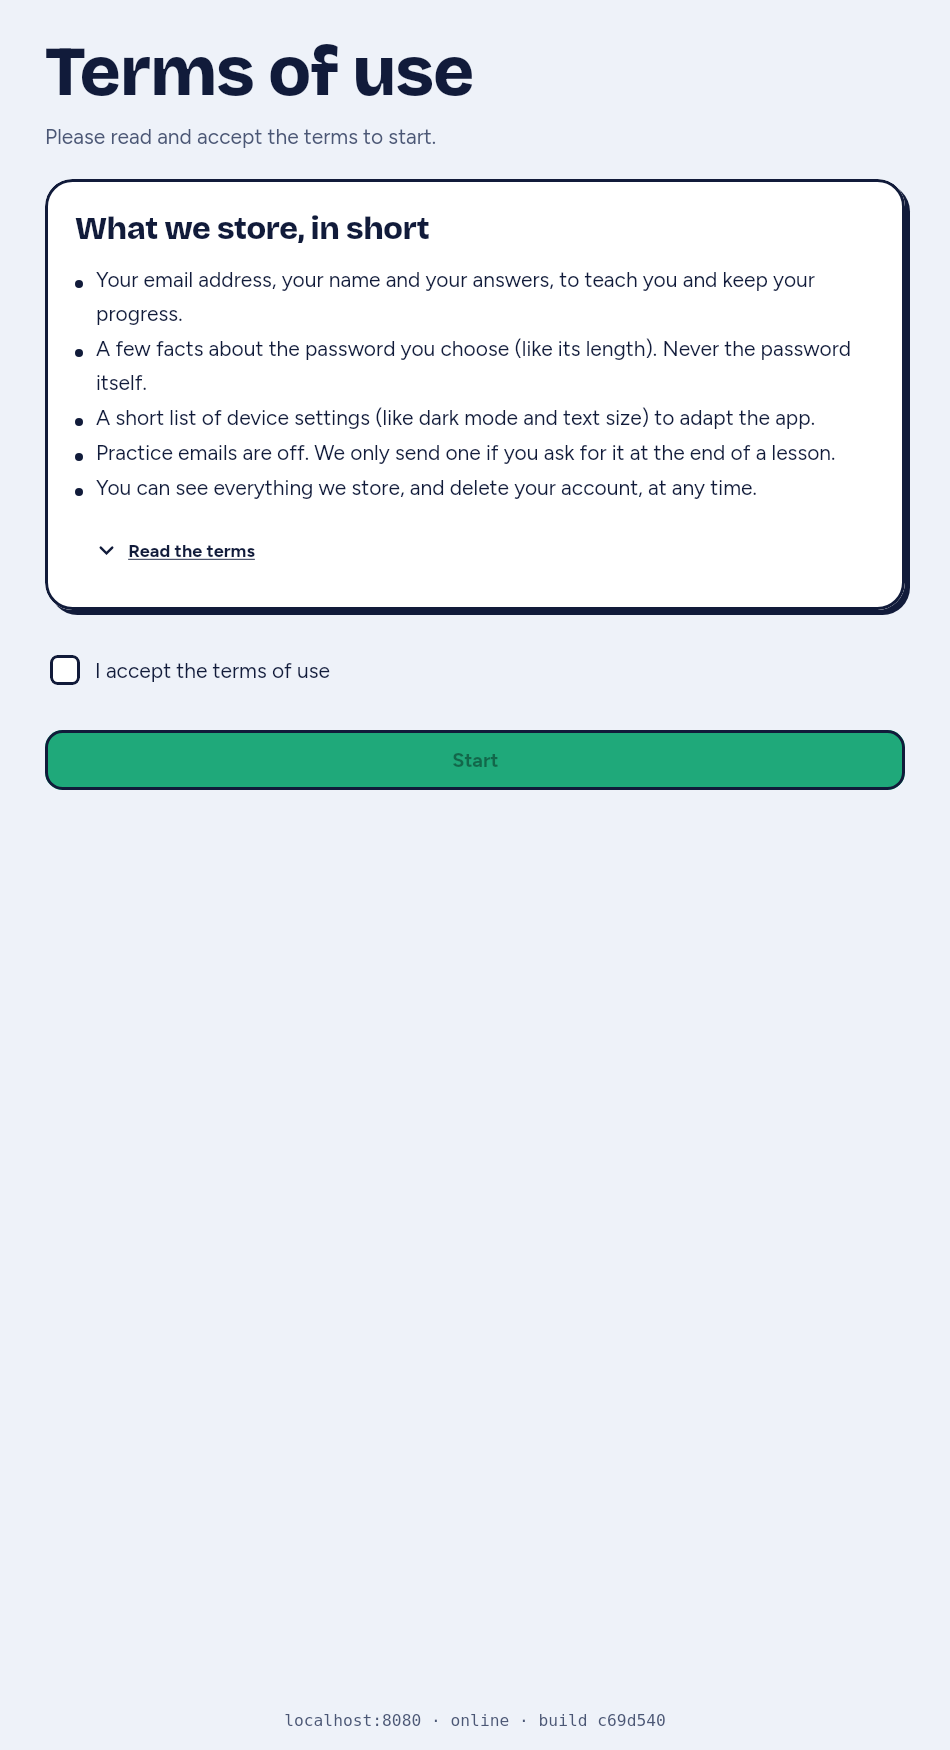 Terms of use
Please read and accept the terms to start.
What we store, in short
Your email address, your name and your answers, to teach you and keep your
progress.
A few facts about the password you choose (like its length). Never the password
itself.
A short list of device settings (like dark mode and text size) to adapt the app.
Practice emails are off. We only send one if you ask for it at the end of a lesson.
You can see everything we store, and delete your account, at any time.
Read the terms
I accept the terms of use
Start
localhost:8080 · online · build c69d540